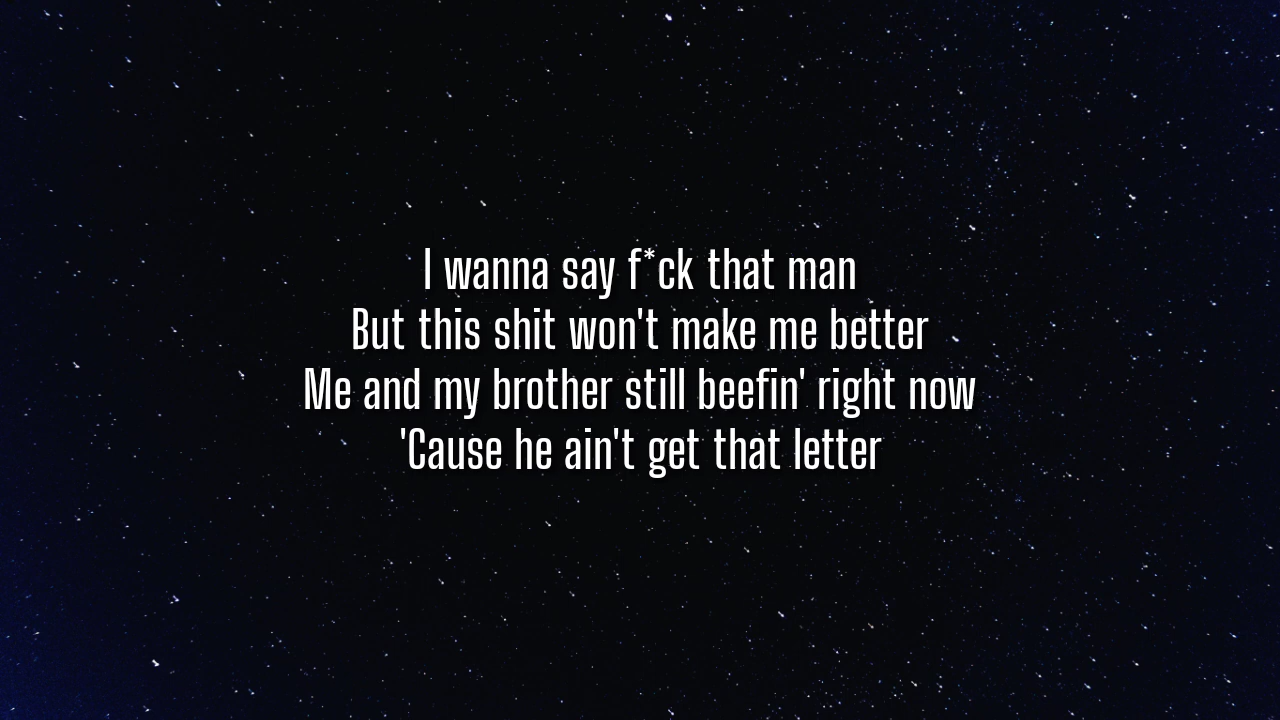 I wanna say f*ck that man
But this shit won't make me better
Me and my brother still beefin' right now
'Cause he ain't get that letter